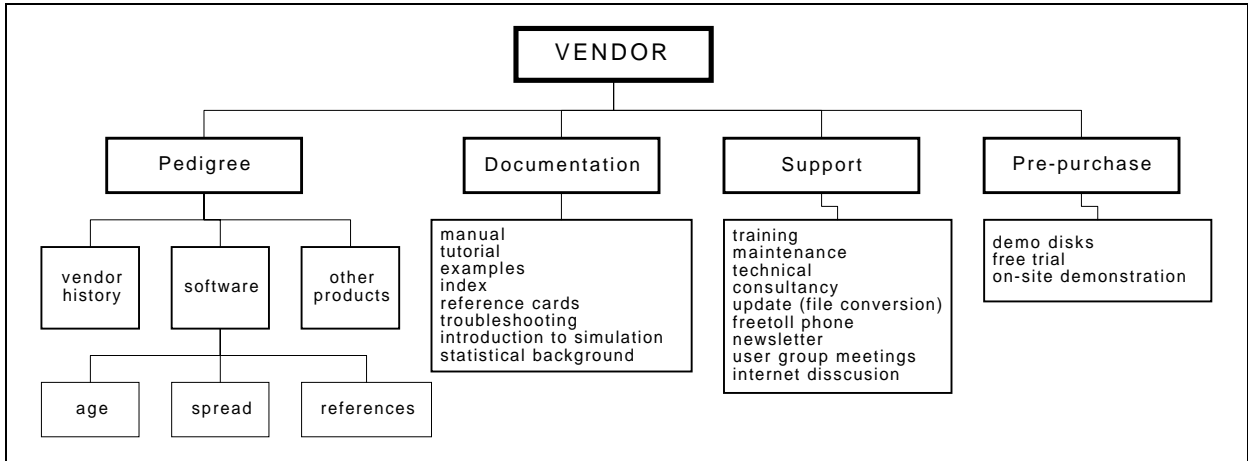 VENDOR
Pedigree
Documentation
Support
Pre-purchase
vendor
history
software
other
products
age
spread
references
manual
tutorial
examples
index
reference cards
troubleshooting
introduction to simulation
statistical background
training
maintenance
technical
consultancy
update (file conversion)
freetoll phone
newsletter
user group meetings
internet disscusion
demo disks
free trial
on-site demonstration